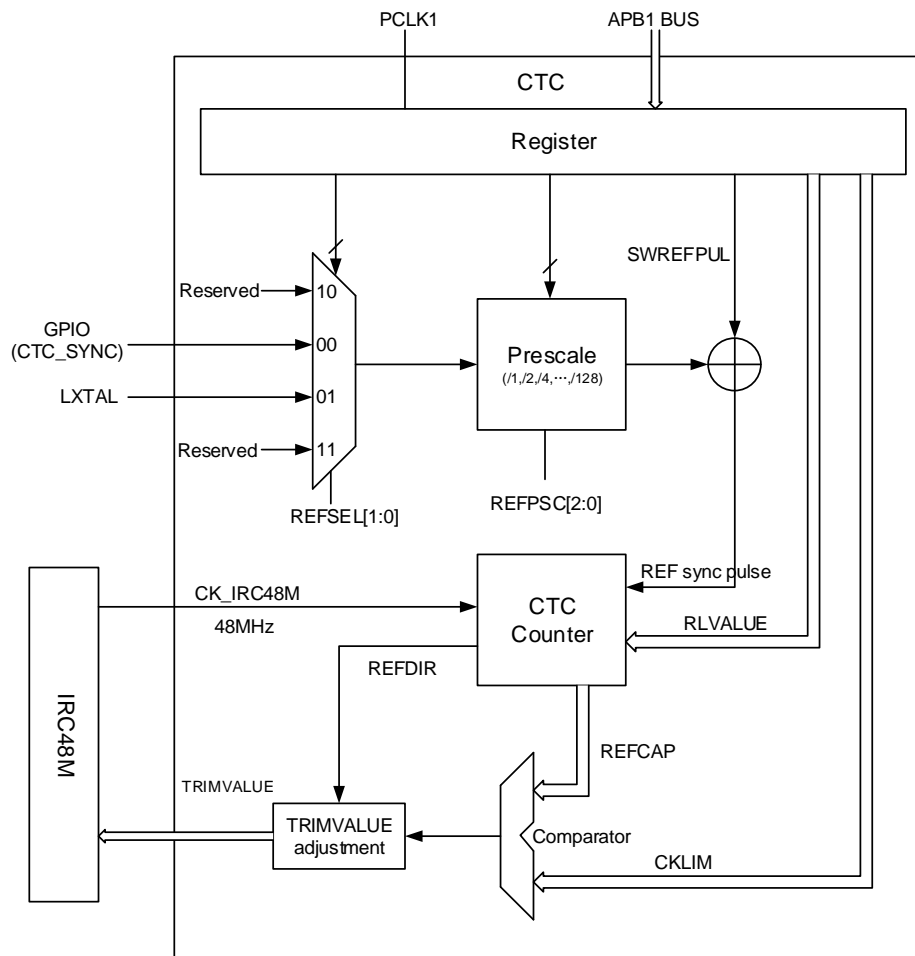 PCLK1
APB1 BUS
CTC
Register
SWREFPUL
Reserved
10
GPIO
(CTC_SYNC)
00
Prescale
(/1,/2,/4,···,/128)
LXTAL
01
Reserved
11
REFSEL[1:0]
REFPSC[2:0]
CK_IRC48M
48MHz
CTC
Counter
REF sync pulse
RLVALUE
REFDIR
IRC48M
REFCAP
TRIMVALUE
TRIMVALUE
adjustment
Comparator
CKLIM